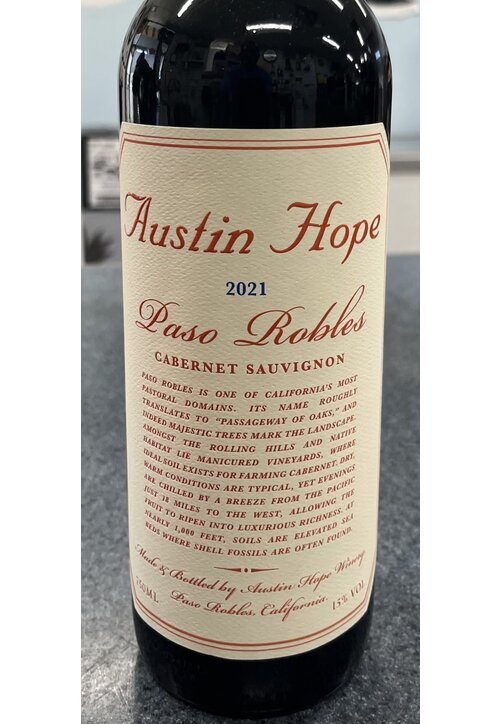 Austin Hope
2021
Paso Robles
CABERNET SAUVIGNON
PASO ROBLES IS ONE OF CALIFORNIA'S MOST
PASTORAL DOMAINS. ITS NAME ROUGHLY
TRANSLATES TO "PASSAGEWAY OF OAKS," AND
INDEED MAJESTIC TREES MARK THE LANDSCAPE.
AMONGST THE ROLLING HILLS AND NATIVE
HABITAT LIE MANICURED VINEYARDS, WHERE
IDEAL SOIL EXISTS FOR FARMING CABERNET. DRY,
WARM CONDITIONS ARE TYPICAL, YET EVENINGS
ARE CHILLED BY A BREEZE FROM THE PACIFIC
JUST 18 MILES TO THE WEST, ALLOWING THE
FRUIT TO RIPEN INTO LUXURIOUS RICHNESS. AT
NEARLY 1,000 FEET, SOILS ARE ELEVATED SEA
BEDS WHERE SHELL FOSSILS ARE OFTEN FOUND.
Made & Bottled by Austin Hope Winery
750ML Paso Robles, California. 15% VOL